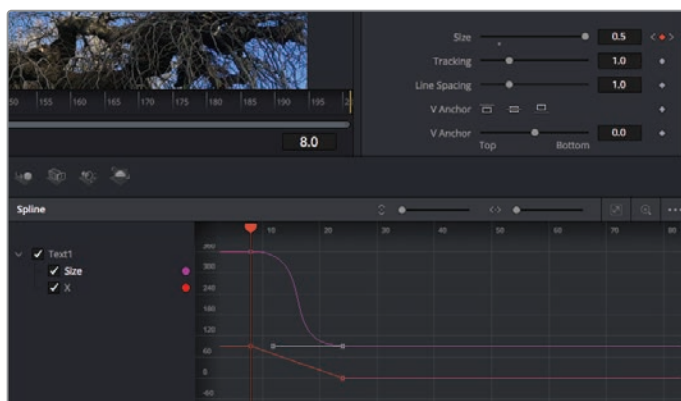 Size 0.5
Tracking 1.0
Line Spacing 1.0
V Anchor
V Anchor 0.0
Top Bottom
155 160 165 170 175 180 185 190 195
8.0
Spline
10 20 30 40 50 60 70 80
Text1
Size
X
300
240
180
120
60
0
-60